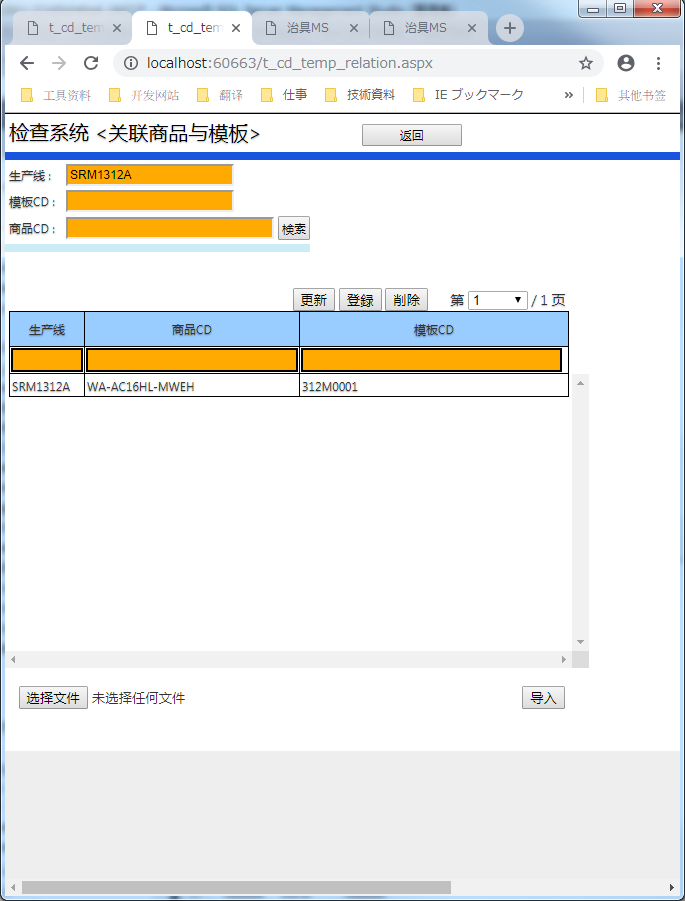 t_cd_tem
t_cd_tem
治具MS
治具MS
localhost:60663/t_cd_temp_relation.aspx
工具资料
开发网站
翻译
仕事
技術資料
IE ブックマーク
»
其他书签
检查系统 <关联商品与模板>
返回
生产线：
SRM1312A
模板CD：
商品CD：
検索
更新
登録
削除
第
1
/ 1 页
生产线
商品CD
模板CD
SRM1312A
WA-AC16HL-MWEH
312M0001
选择文件 未选择任何文件
导入